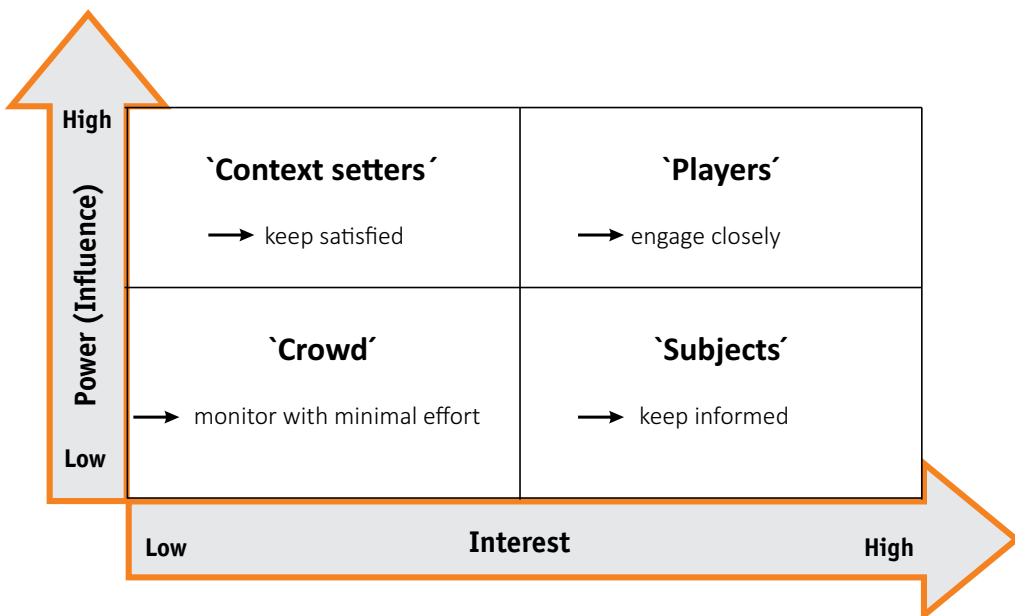 High
Power (Influence)
Low
`Context setters´
keep satisfied
`Players´
engage closely
`Crowd´
monitor with minimal effort
`Subjects´
keep informed
Low
Interest
High